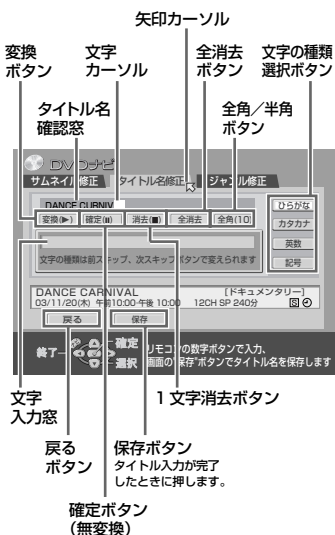 矢印カーソル
変換
ボタン
文字
カーソル
全消去
ボタン
文字の種類
選択ボタン
タイトル名
確認窓
全角／半角
ボタン
DVDナビ
サムネイル修正 タイトル名修正 ジャンル修正
DANCE CURNIV
変換(▶) 確定(II) 消去(■) 全消去 全角(10)
ひらがな
カタカナ
英数
記号
文字の種類は前スキップ、次スキップボタンで変えられます
DANCE CARNIVAL [ドキュメンタリー]
03/11/20(木) 午前10:00-午後 10:00 12CH SP 240分 S
戻る 保存
終了 確定
選択
リモコンの数字ボタンで入力、
画面の"保存"ボタンでタイトル名を保存します
文字
入力窓
1 文字消去ボタン
戻る
ボタン
保存ボタン
タイトル入力が完了
したときに押します。
確定ボタン
(無変換)